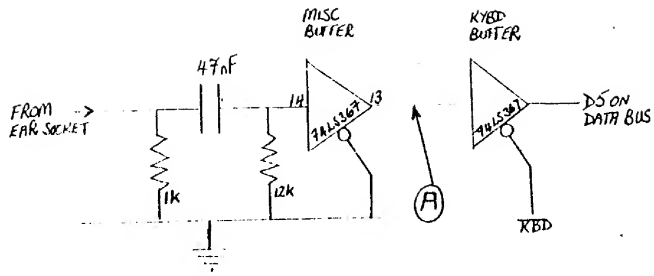 MISC
BUFFER
KYBD
BUFFER
47nF
FROM
EAR SOCKET
14
13
74LS367
74LS367
D5 ON
DATA BUS
1K
12K
A
KBD